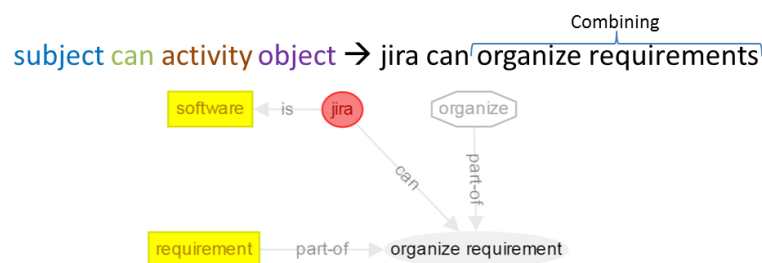 Combining
subject can activity object → jira can organize requirements
software is jira organize
can part-of
requirement part-of organize requirement